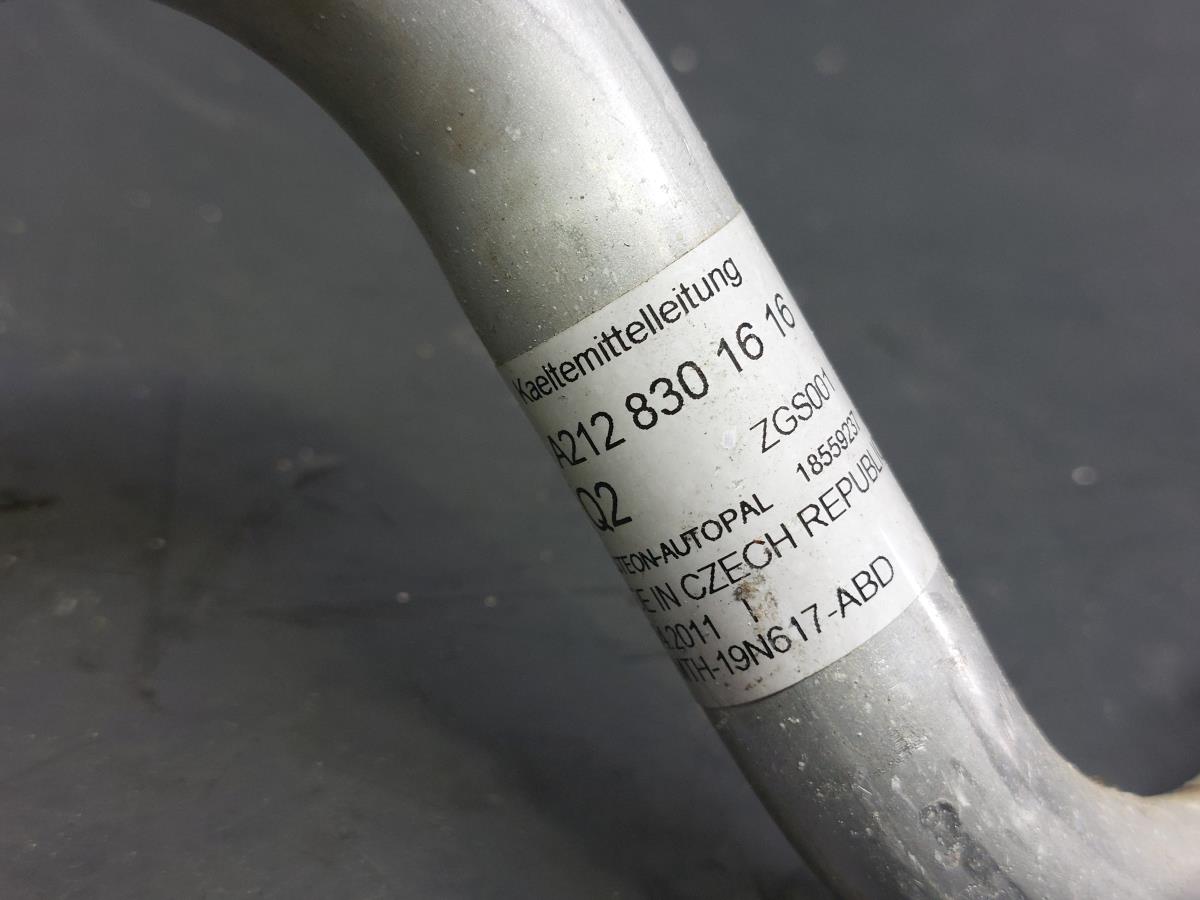 Kaeltemittelleitung
A212 830 16 16
ZGS001
Q2
18559237
TEON-AUTOPAL
E IN CZECH REPUBLI
2011
TH-19N617-ABD